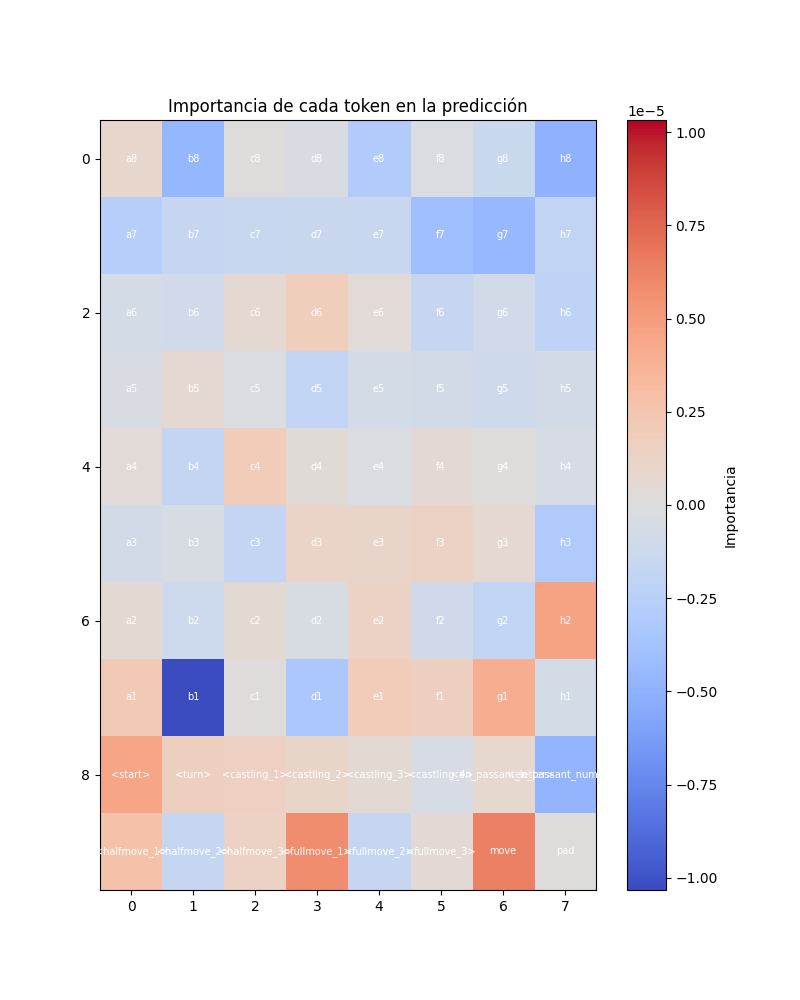 Importancia de cada token en la predicción
1e−5
0 a8 b8 c8 d8 e8 f8 g8 h8 1.00
a7 b7 c7 d7 e7 f7 g7 h7 0.75
2 a6 b6 c6 d6 e6 f6 g6 h6 0.50
a5 b5 c5 d5 e5 f5 g5 h5 0.25
4 a4 b4 c4 d4 e4 f4 g4 h4 0.00
a3 b3 c3 d3 e3 f3 g3 h3 −0.25
6 a2 b2 c2 d2 e2 f2 g2 h2 −0.50
a1 b1 c1 d1 e1 f1 g1 h1 −0.75
8 <start> <turn> <castling_1> <castling_2> <castling_3> −1.00
<halfmove_3> <fullmove_1> <fullmove_2> <fullmove_3> move pad
0 1 2 3 4 5 6 7
Importancia